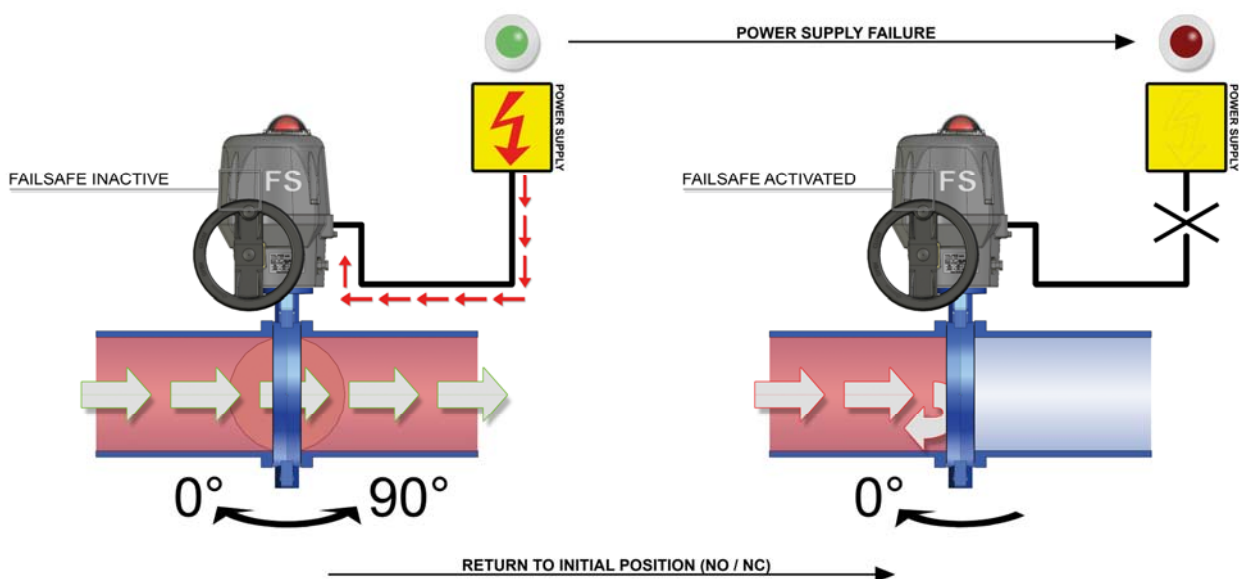 POWER SUPPLY FAILURE
POWER SUPPLY
POWER SUPPLY
FAILSAFE INACTIVE
FS
FAILSAFE ACTIVATED
FS
0°
90°
0°
RETURN TO INITIAL POSITION (NO / NC)